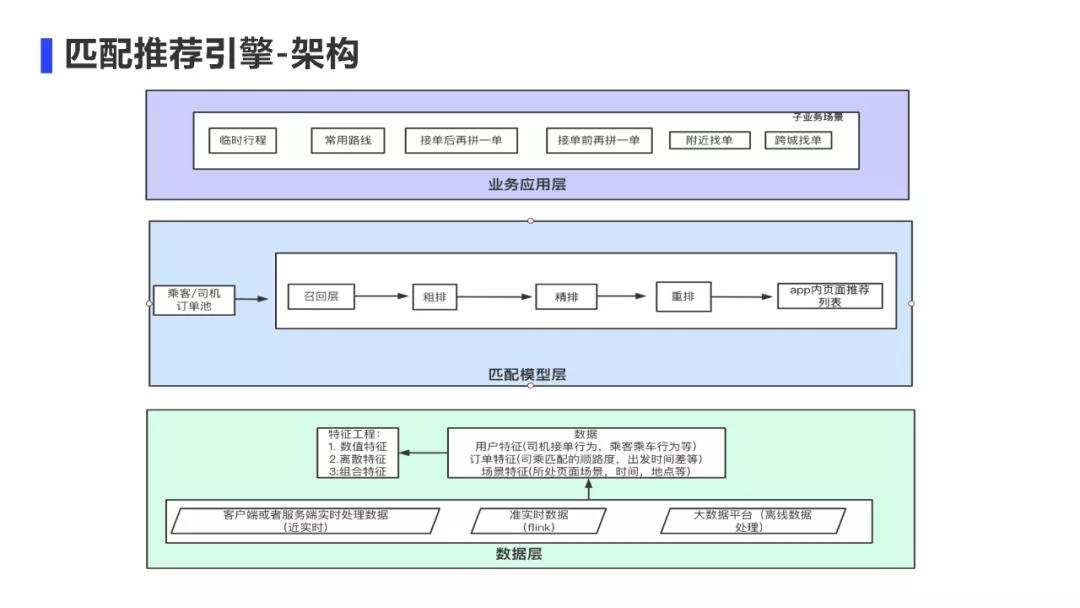 匹配推荐引擎-架构
子业务场景
临时行程
常用路线
接单后再拼一单
接单前再拼一单
附近找单
跨城找单
业务应用层
乘客/司机
订单池
召回层
粗排
精排
重排
app内页面推荐
列表
匹配模型层
特征工程：
1. 数值特征
2.离散特征
3:组合特征
数据
用户特征(司机接单行为，乘客乘车行为等)
订单特征(司乘匹配的顺路度，出发时间差等)
场景特征(所处页面场景，时间，地点等)
客户端或者服务端实时处理数据
（近实时）
准实时数据
（flink）
大数据平台（离线数据
处理）
数据层